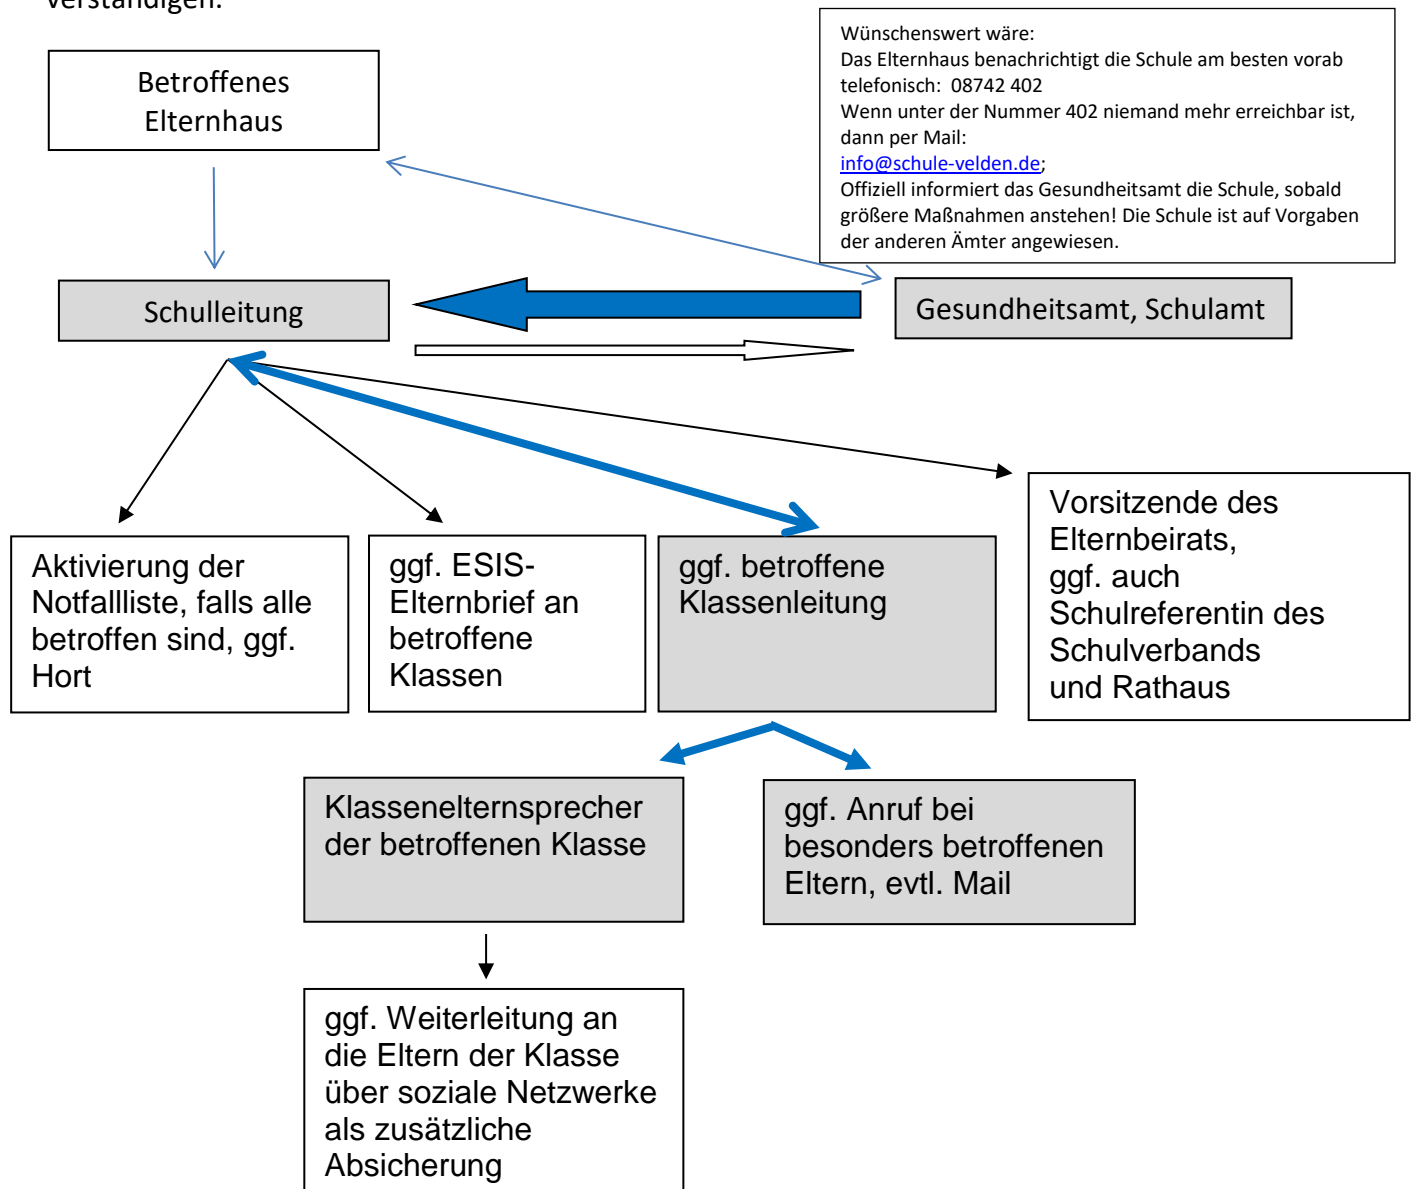 verständigen.
Wünschenswert wäre:
Das Elternhaus benachrichtigt die Schule am besten vorab
telefonisch: 08742 402
Wenn unter der Nummer 402 niemand mehr erreichbar ist,
dann per Mail:
info@schule-velden.de;
Offiziell informiert das Gesundheitsamt die Schule, sobald
größere Maßnahmen anstehen! Die Schule ist auf Vorgaben
der anderen Ämter angewiesen.
Betroffenes
Elternhaus
Schulleitung
Gesundheitsamt, Schulamt
Aktivierung der
Notfallliste, falls alle
betroffen sind, ggf.
Hort
ggf. ESIS-
Elternbrief an
betroffene
Klassen
ggf. betroffene
Klassenleitung
Vorsitzende des
Elternbeirats,
ggf. auch
Schulreferentin des
Schulverbands
und Rathaus
Klassenelternsprecher
der betroffenen Klasse
ggf. Anruf bei
besonders betroffenen
Eltern, evtl. Mail
ggf. Weiterleitung an
die Eltern der Klasse
über soziale Netzwerke
als zusätzliche
Absicherung